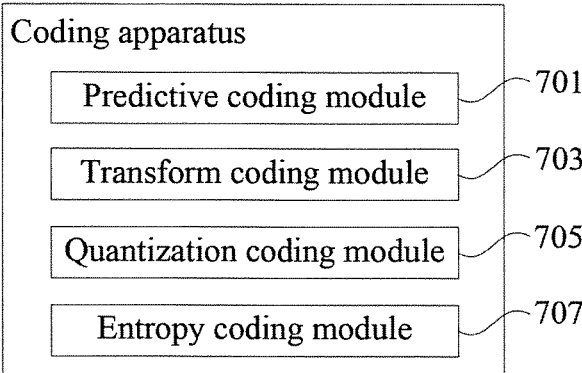 Coding apparatus
Predictive coding module 701
Transform coding module 703
Quantization coding module 705
Entropy coding module 707